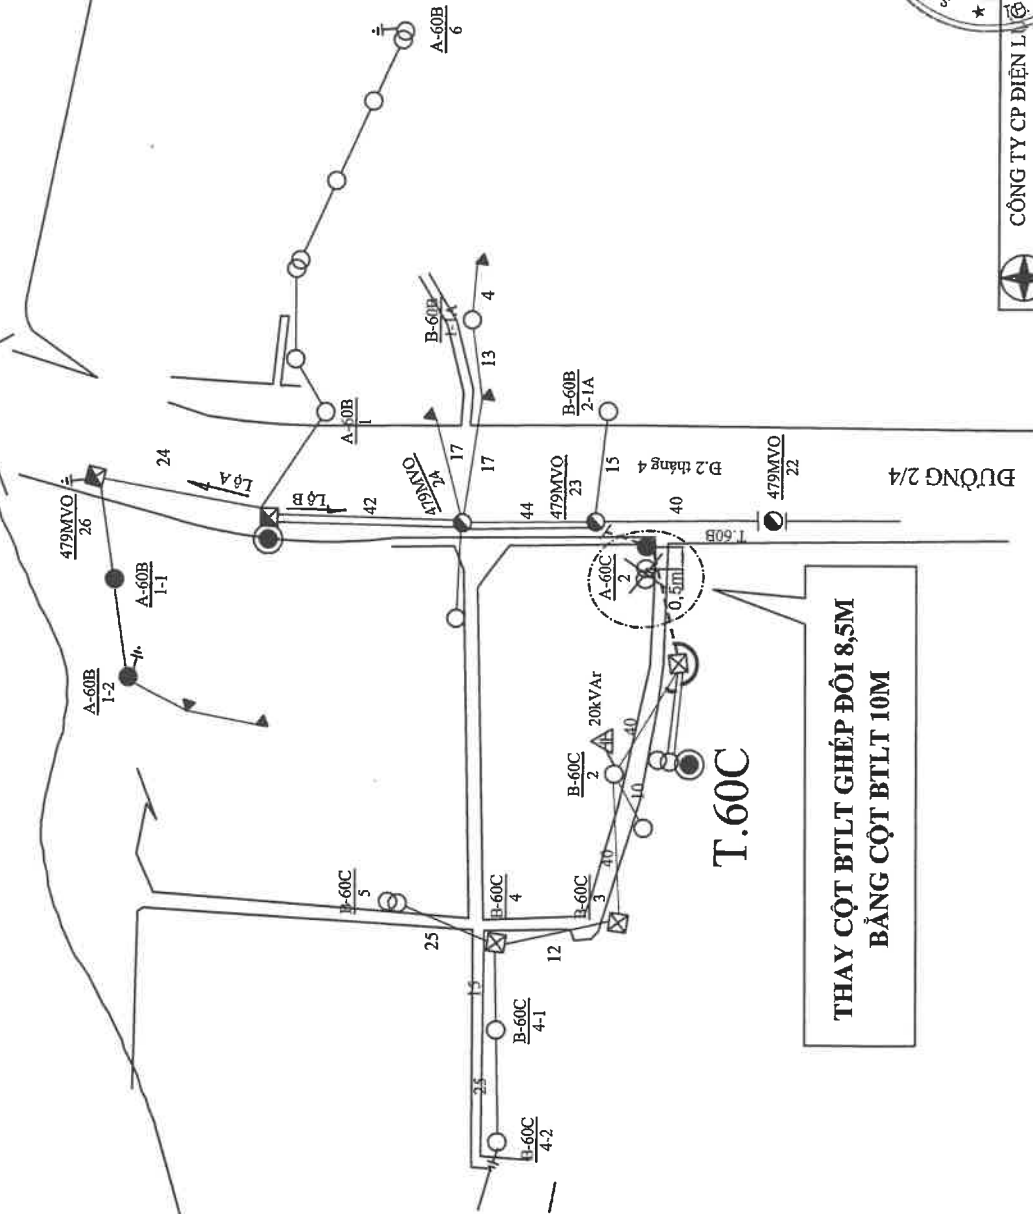 A-60B
6
24
479MVO
26
Lộ A
Lộ B
A-60B
1
42
A-60B
1-1
A-60B
1-2
B-60B
1-1A
4
13
17
17
479MVO
24
B-60B
2-1A
44
479MVO
23
15
Đ.2 tháng 4
40
479MVO
22
ĐƯỜNG 2/4
T.60B
A-60C
2
0,5m
20kVAr
40
B-60C
2
10
40
T.60C
B-60C
5
B-60C
4
B-60C
3
25
12
15
B-60C
4-1
25
B-60C
4-2
THAY CỘT BTLT GHÉP ĐÔI 8,5M
BẰNG CỘT BTLT 10M
CÔNG TY CP ĐIỆN